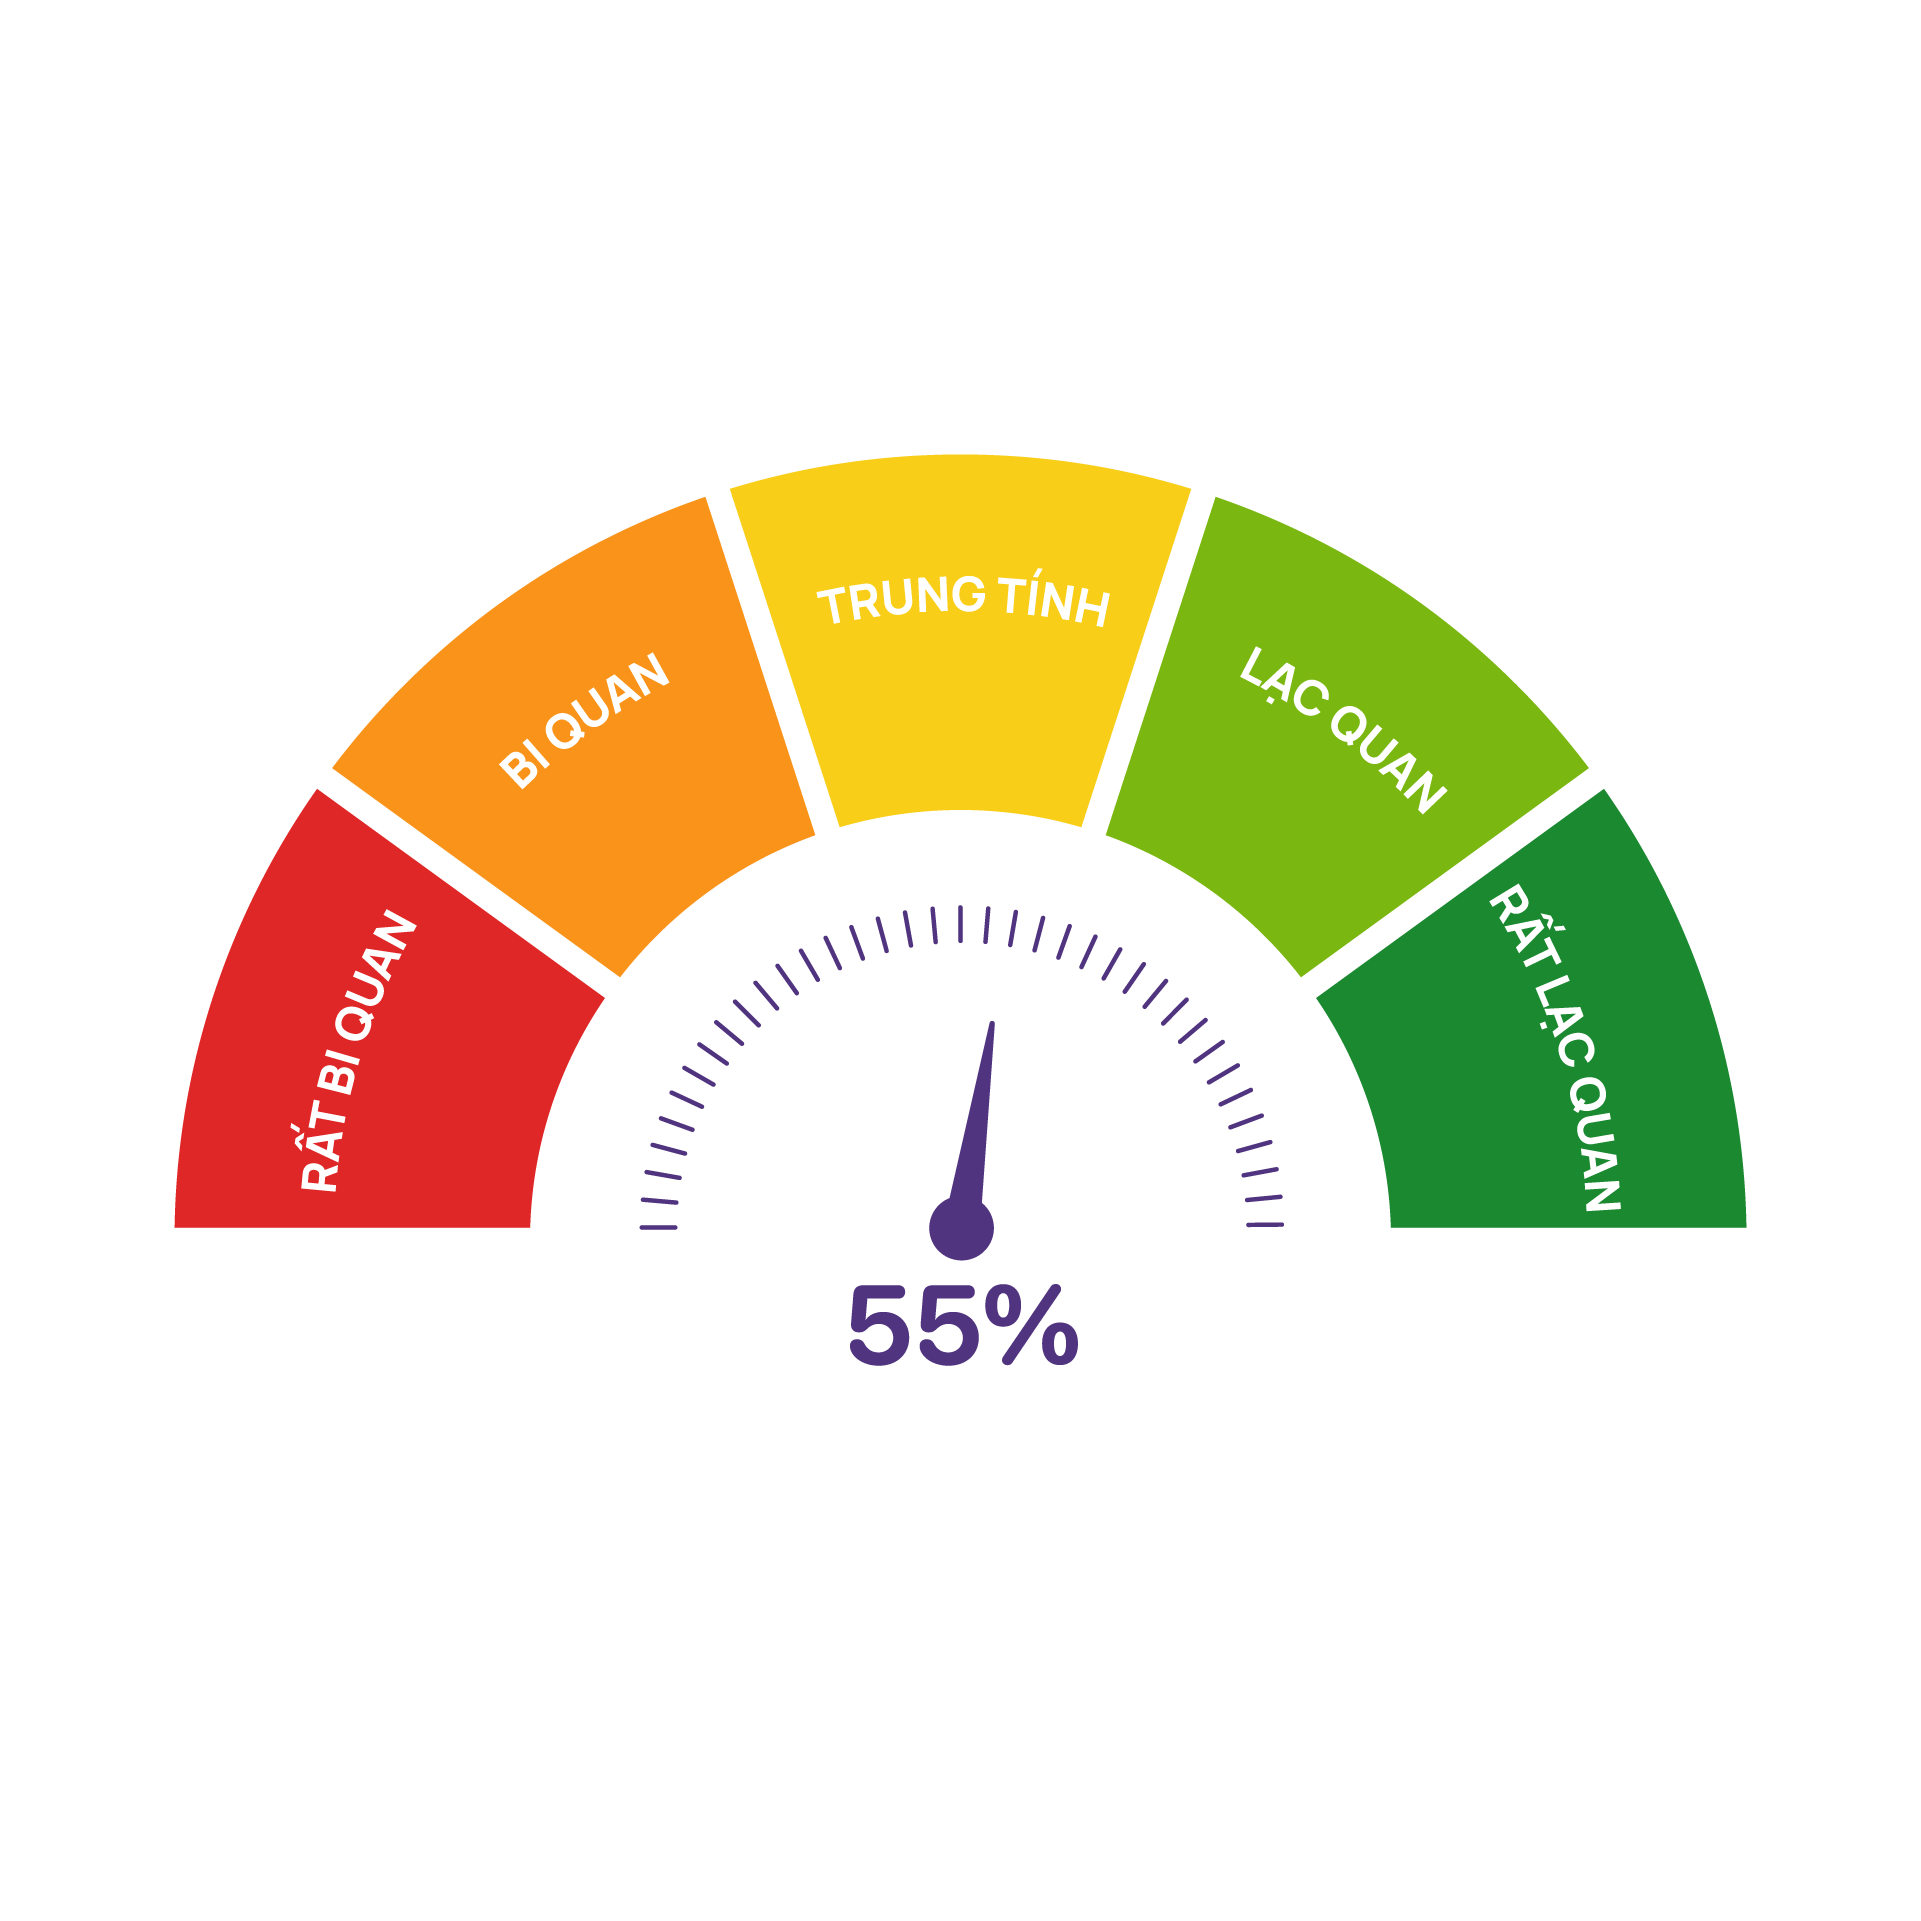 RẤT BI QUAN
BI QUAN
TRUNG TÍNH
LẠC QUAN
RẤT LẠC QUAN
55%